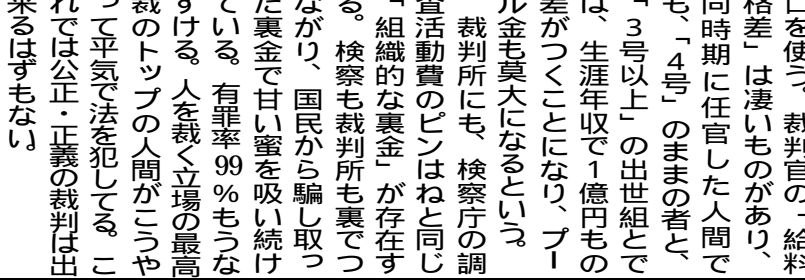 口を使う。裁判官の「給料
格差」は凄いものがあり、
同時期に任官した人間で
も、「4号」のままの者と、
「3号以上」の出世組とで
は、生涯年収で1億円もの
差がつくことになり、プー
ル金も莫大になるという。
裁判所にも、検察庁の調
査活動費のピンはねと同じ
「組織的な裏金」が存在す
る。検察も裁判所も裏でつ
ながり、国民から騙し取っ
た裏金で甘い蜜を吸い続け
ている。有罪率99%もうな
ずける。人を裁く立場の最高
裁のトップの人間がこうや
って平気で法を犯してる。こ
れでは公正・正義の裁判は出
来るはずもない。